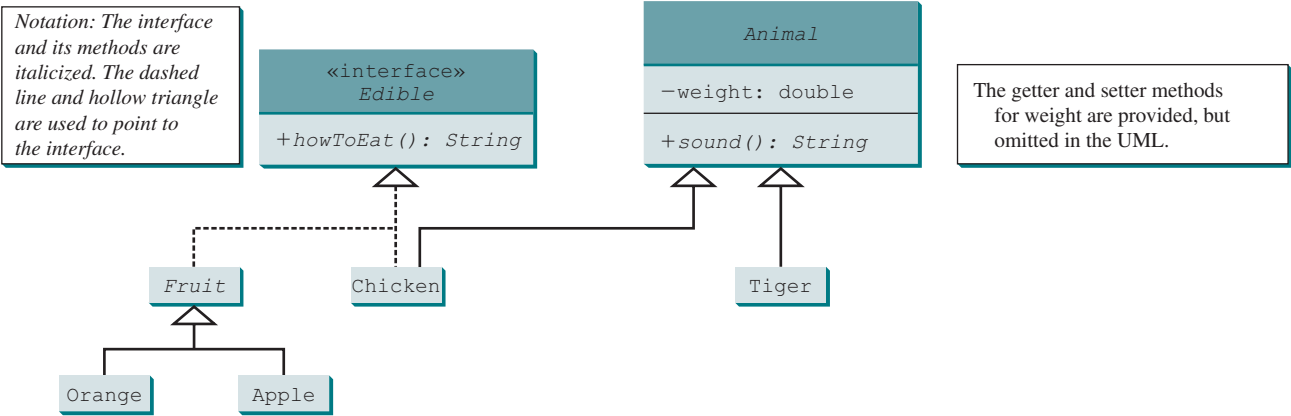 Notation: The interface
and its methods are
italicized. The dashed
line and hollow triangle
are used to point to
the interface.
«interface»
Edible
+howToEat(): String
Animal
−weight: double
+sound(): String
The getter and setter methods
for weight are provided, but
omitted in the UML.
Fruit
Chicken
Tiger
Orange
Apple